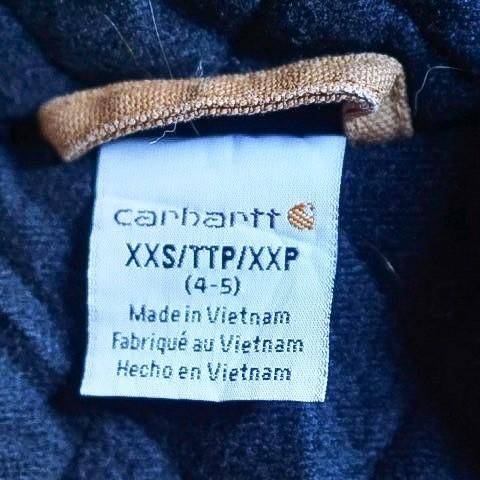 carhartt
XXS/TTP/XXP
(4-5)
Made in Vietnam
Fabriqué au Vietnam
Hecho en Vietnam